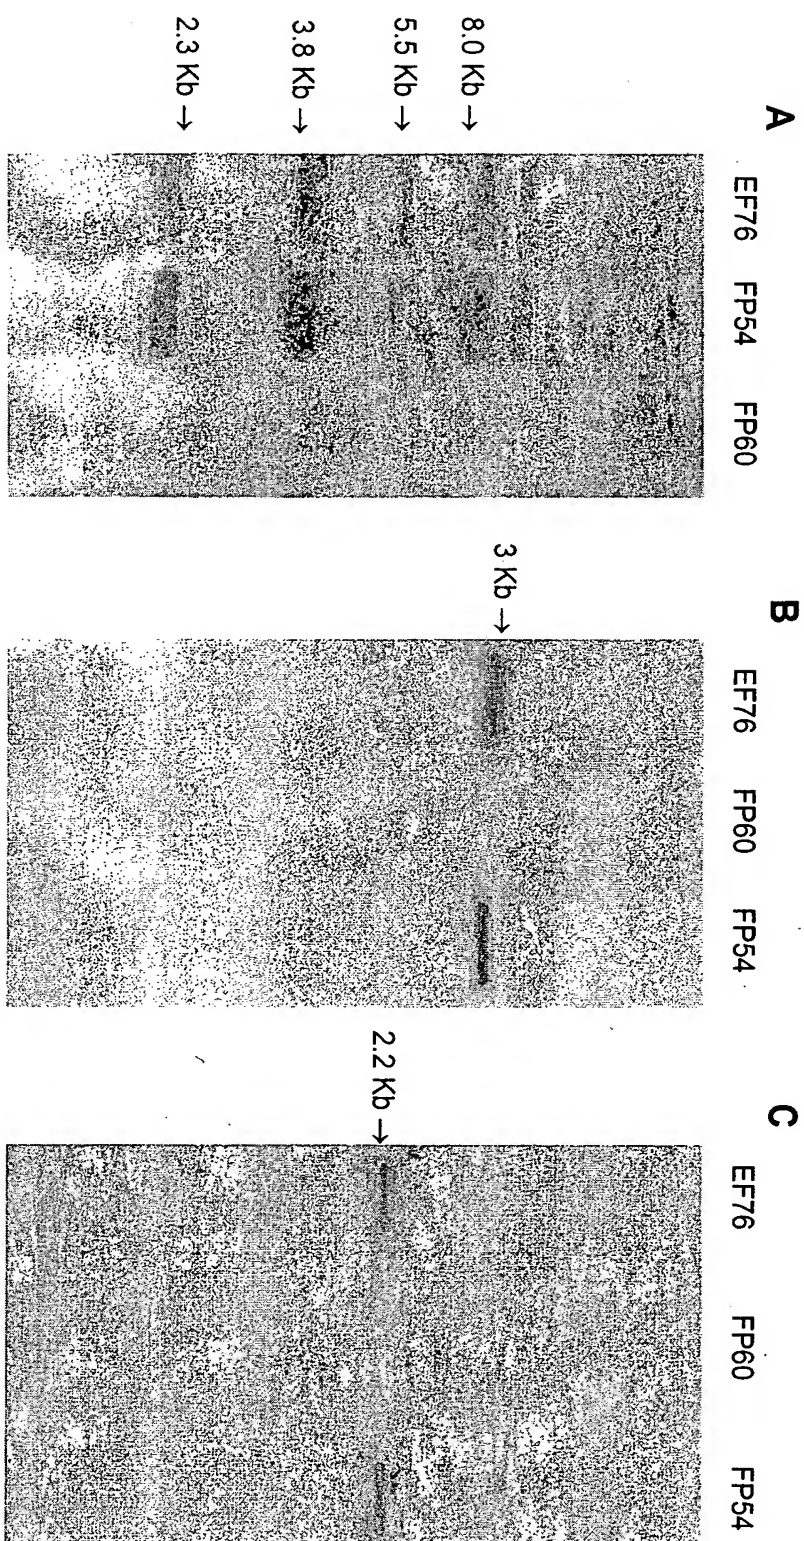 A
EF76 FP54 FP60
8.0 Kb →
5.5 Kb →
3.8 Kb →
2.3 Kb →
B
EF76 FP60 FP54
3 Kb →
C
EF76 FP60 FP54
2.2 Kb →